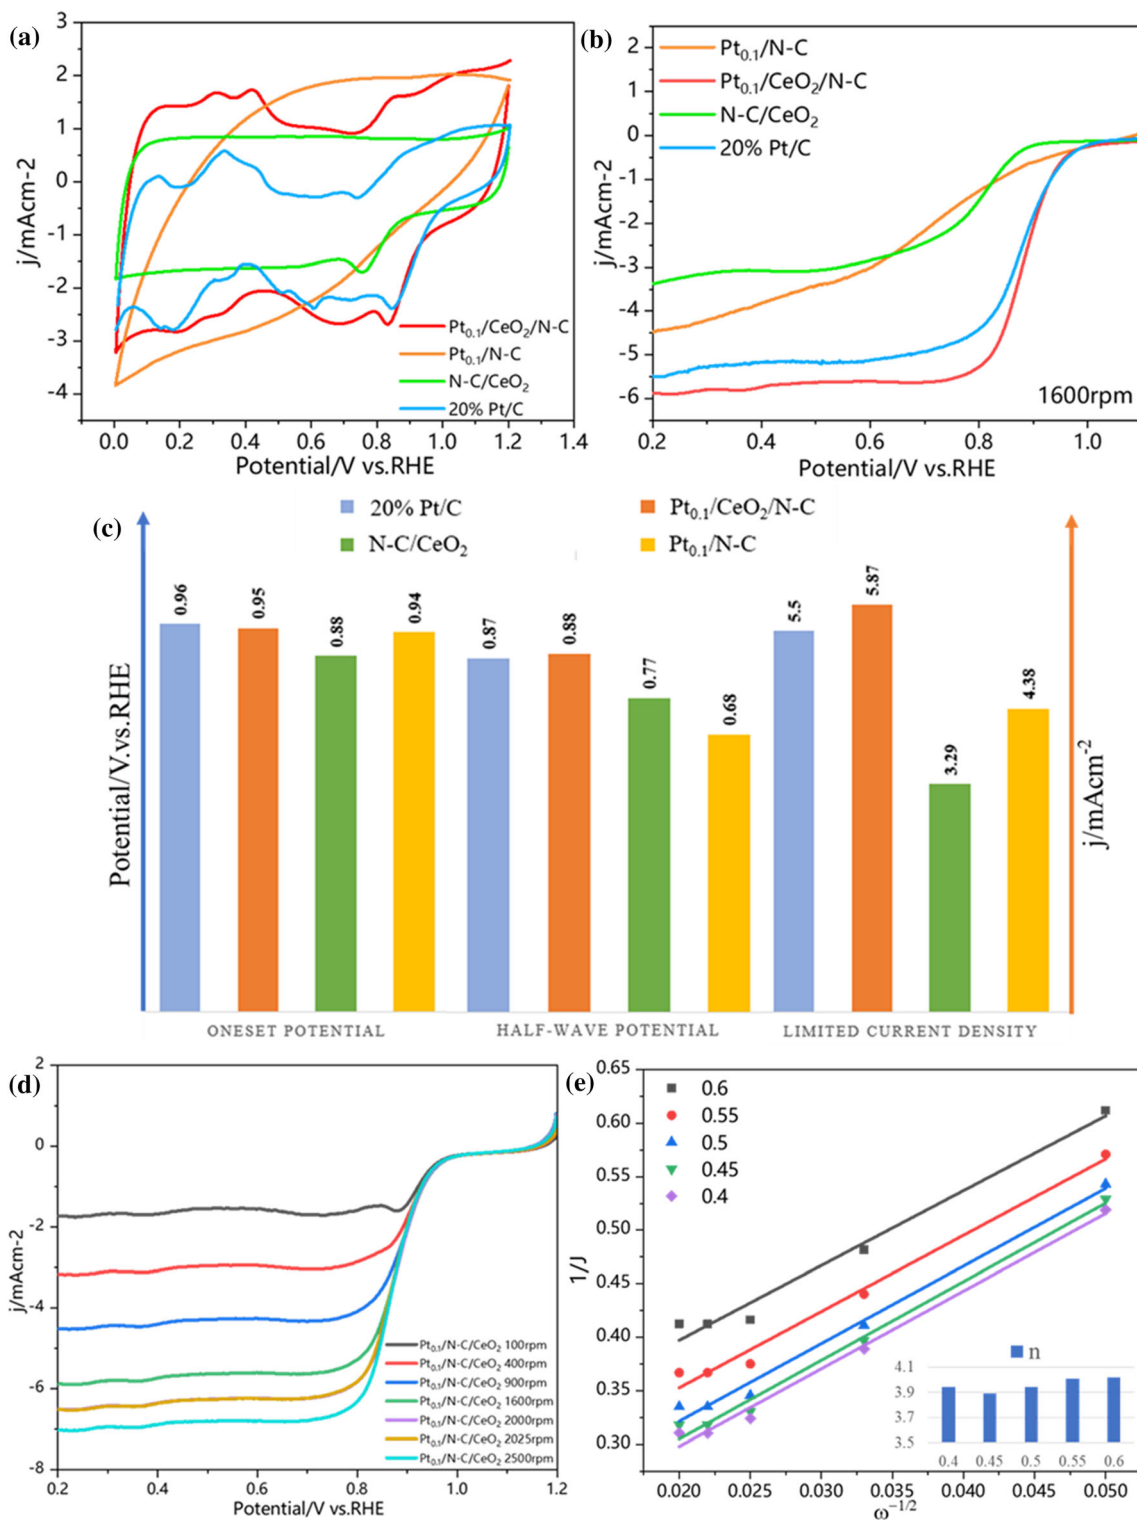 (a)
3
2
1
0
-1
-2
-3
-4
j/mAcm-2
Pt0.1/CeO2/N-C
Pt0.1/N-C
N-C/CeO2
20% Pt/C
0.0 0.2 0.4 0.6 0.8 1.0 1.2 1.4
Potential/V vs.RHE
(b)
2
1
0
-1
-2
-3
-4
-5
-6
j/mAcm-2
Pt0.1/N-C
Pt0.1/CeO2/N-C
N-C/CeO2
20% Pt/C
1600rpm
0.2 0.4 0.6 0.8 1.0
Potential/V vs.RHE
(c)
20% Pt/C
Pt0.1/CeO2/N-C
N-C/CeO2
Pt0.1/N-C
Potential/V.vs.RHE
0.96 0.95 0.88 0.94 0.87 0.88 0.77 0.68 5.5 5.87 3.29 4.38
j/mAcm-2
ONESET POTENTIAL HALF-WAVE POTENTIAL LIMITED CURRENT DENSITY
(d)
2
0
-2
-4
-6
-8
j/mAcm-2
Pt0.1/N-C/CeO2 100rpm
Pt0.1/N-C/CeO2 400rpm
Pt0.1/N-C/CeO2 900rpm
Pt0.1/N-C/CeO2 1600rpm
Pt0.1/N-C/CeO2 2000rpm
Pt0.1/N-C/CeO2 2025rpm
Pt0.1/N-C/CeO2 2500rpm
0.2 0.4 0.6 0.8 1.0 1.2
Potential/V vs.RHE
(e)
0.65
0.60
0.55
0.50
0.45
0.40
0.35
0.30
1/J
0.6
0.55
0.5
0.45
0.4
n
4.1
3.9
3.7
3.5
0.4 0.45 0.5 0.55 0.6
0.020 0.025 0.030 0.035 0.040 0.045 0.050
ω−1/2